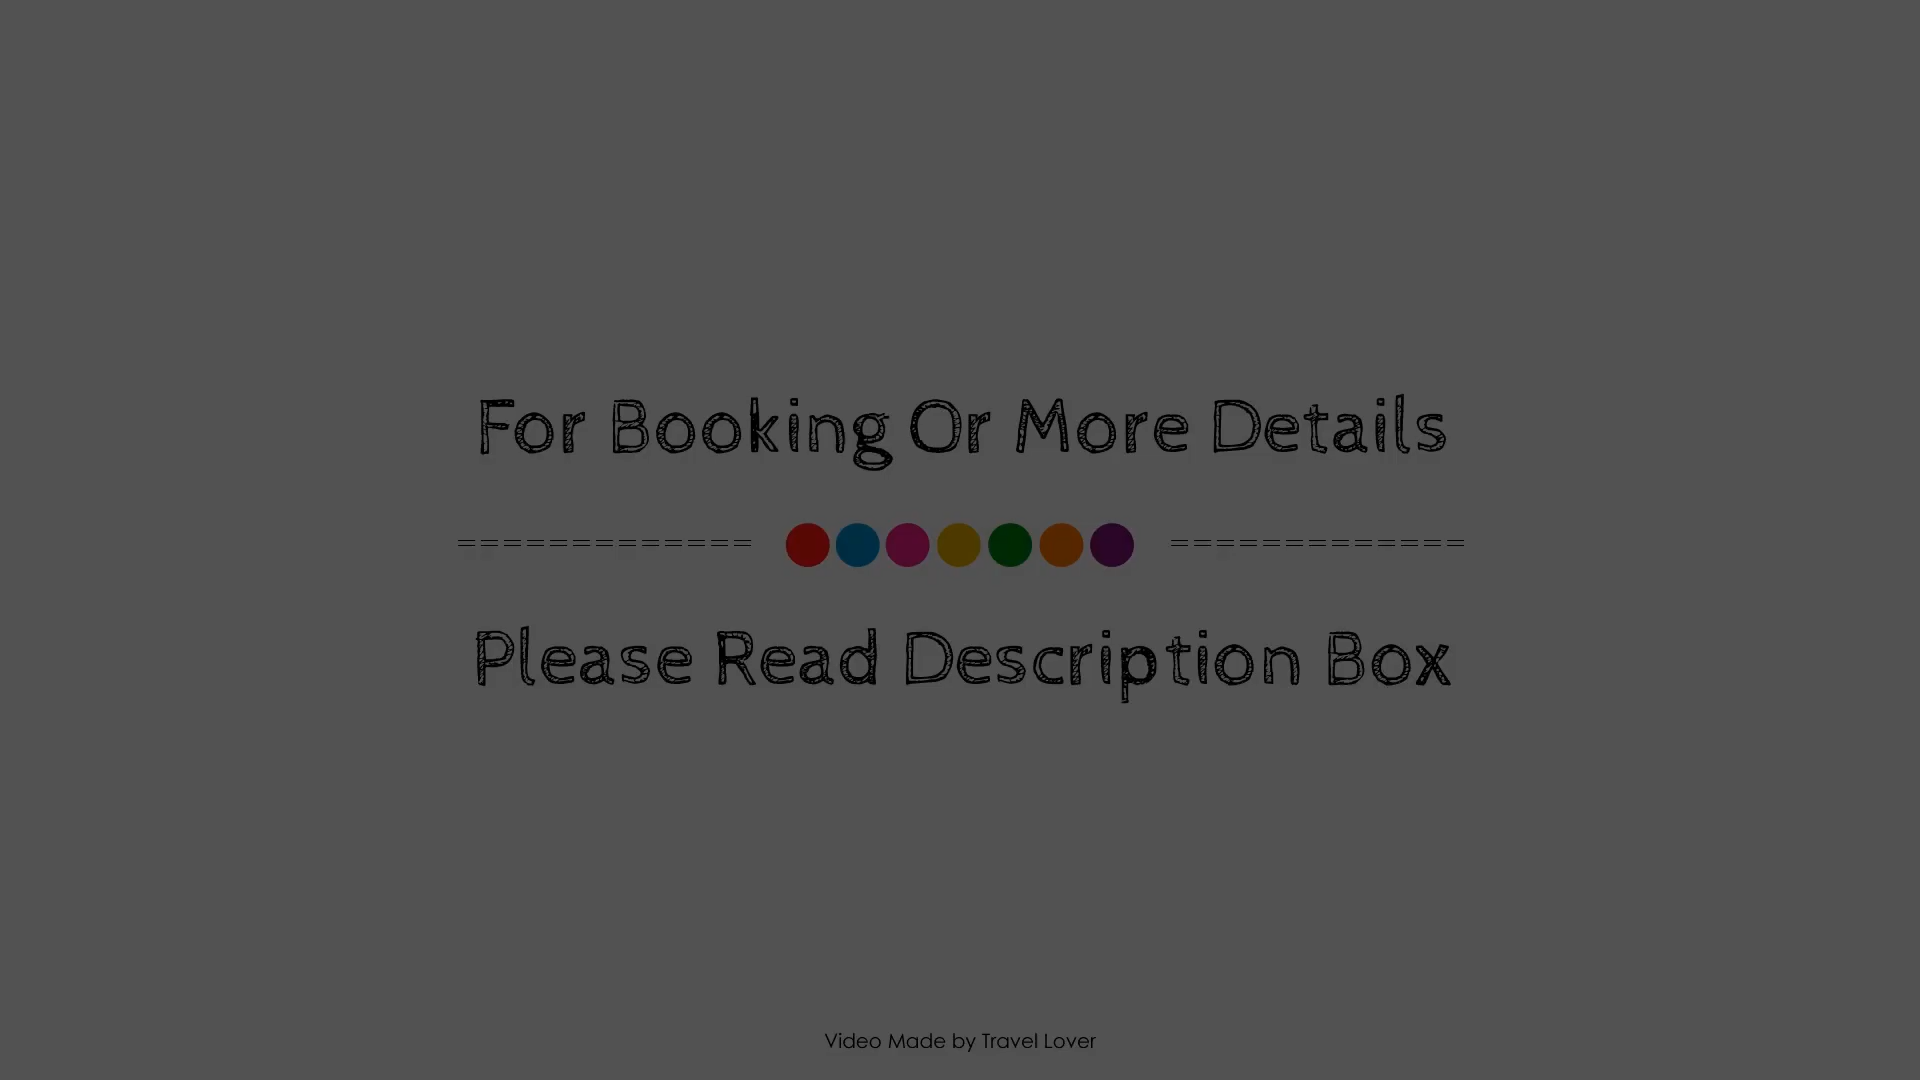 For Booking Or More Details
============= =============
Please Read Description Box
Video Made by Travel Lover